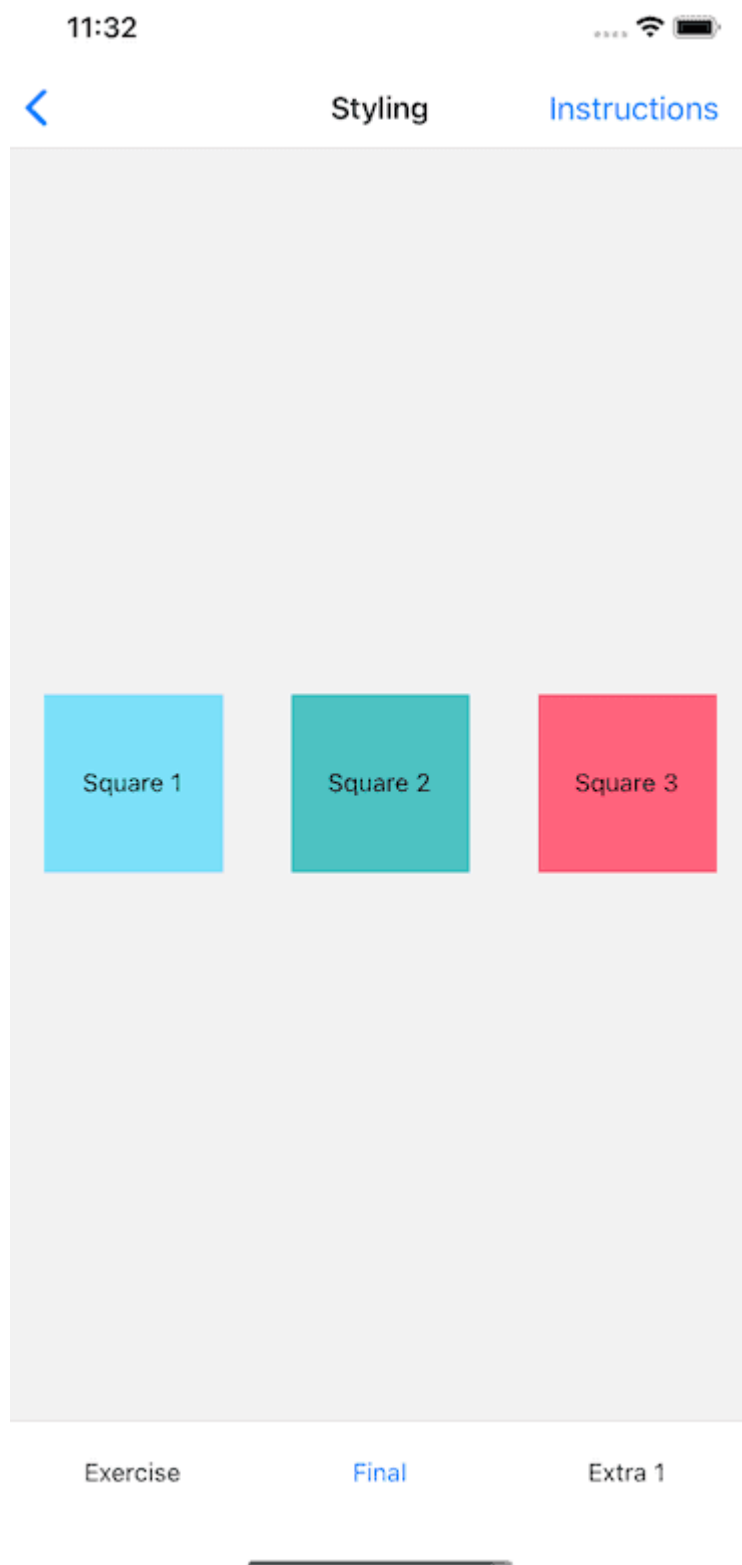 11:32
Styling Instructions
Square 1 Square 2 Square 3
Exercise Final Extra 1